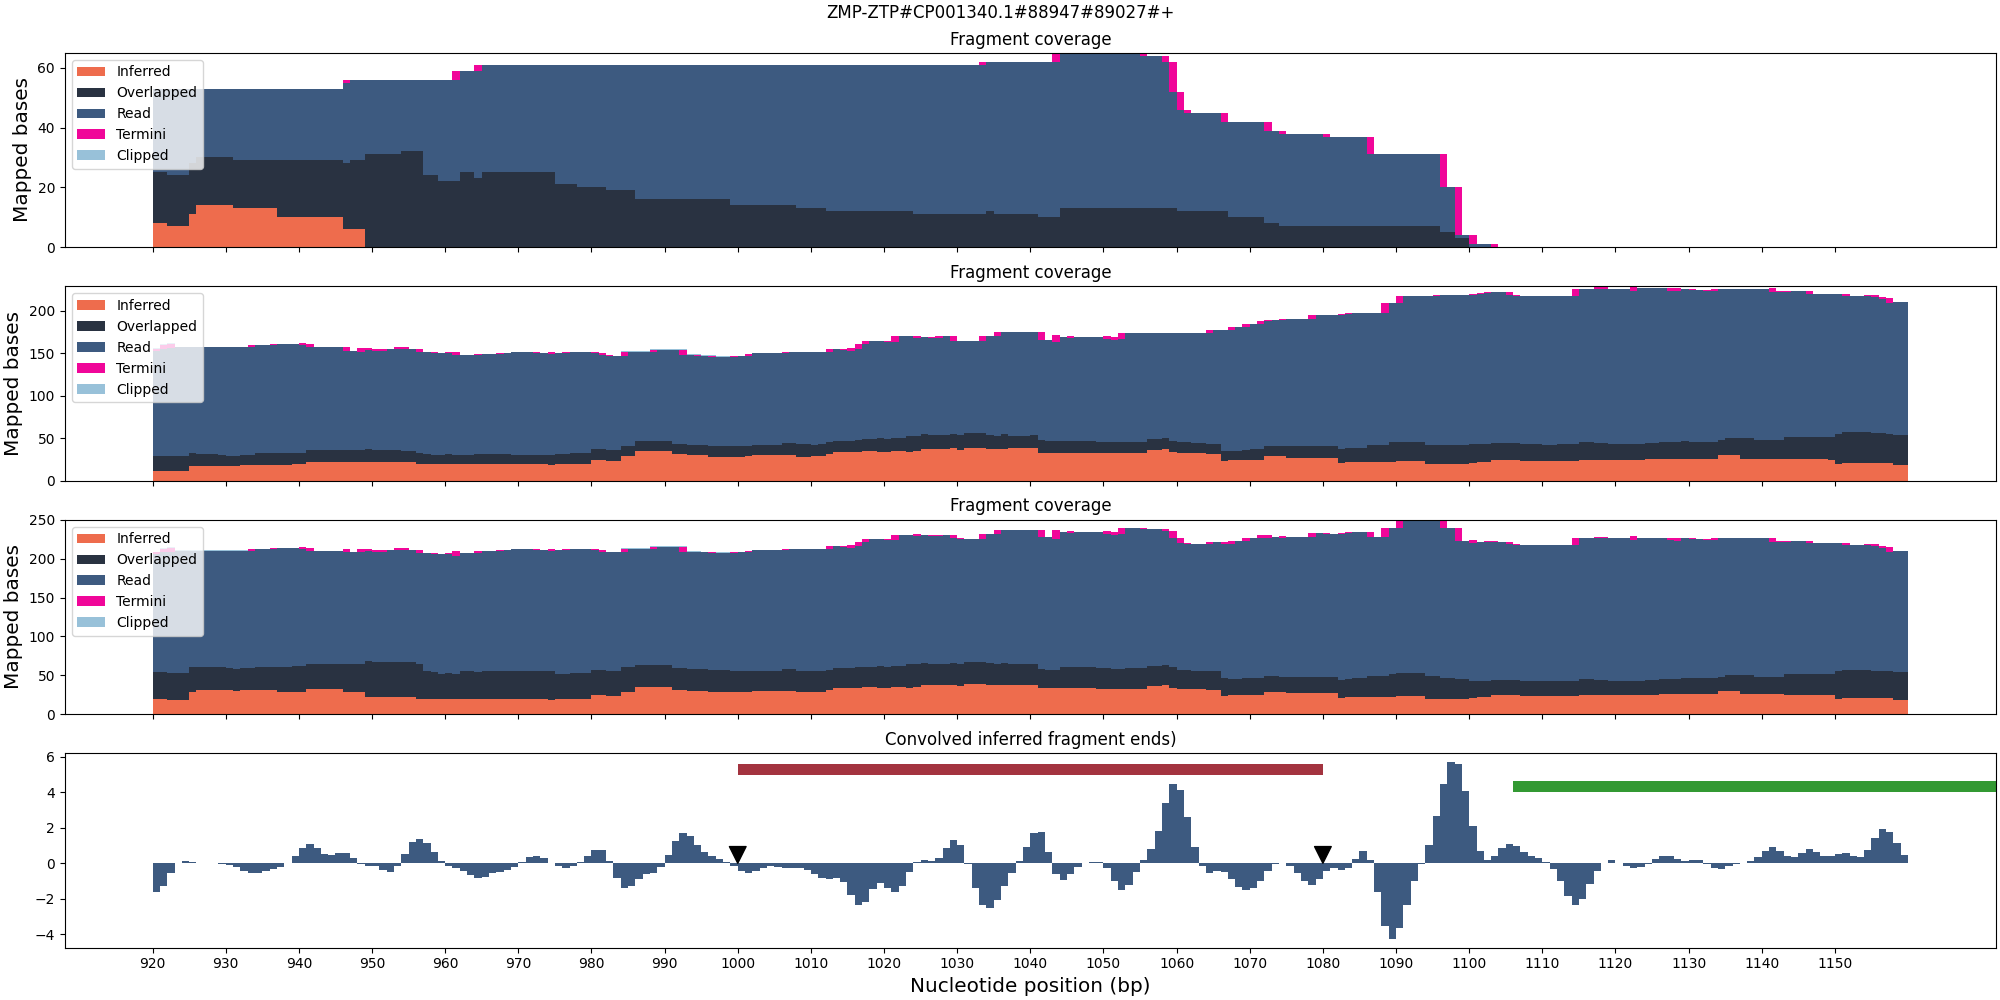 ZMP-ZTP#CP001340.1#88947#89027#+
Fragment coverage
Mapped bases
60
40
20
0
Inferred
Overlapped
Read
Termini
Clipped
Fragment coverage
Mapped bases
200
150
100
50
0
Inferred
Overlapped
Read
Termini
Clipped
Fragment coverage
Mapped bases
250
200
150
100
50
0
Inferred
Overlapped
Read
Termini
Clipped
Convolved inferred fragment ends)
6
4
2
0
−2
−4
920 930 940 950 960 970 980 990 1000 1010 1020 1030 1040 1050 1060 1070 1080 1090 1100 1110 1120 1130 1140 1150
Nucleotide position (bp)